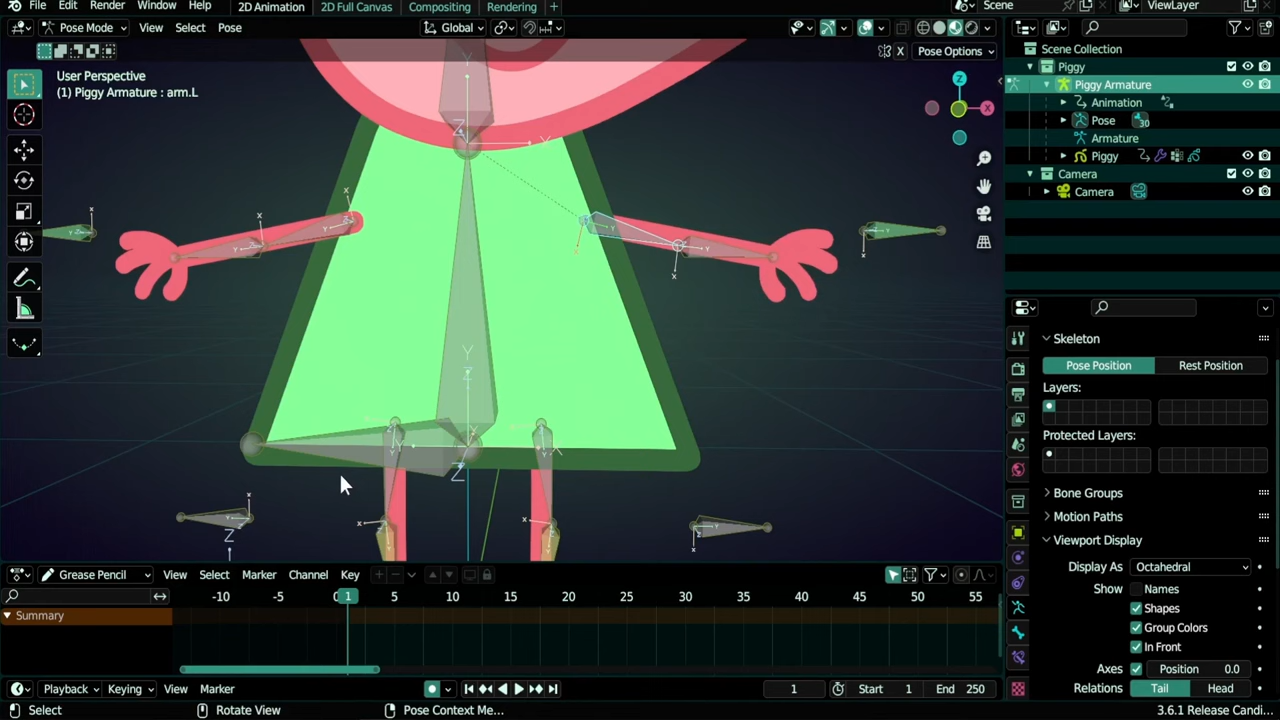 File Edit Render Window Help 2D Animation 2D Full Canvas Compositing Rendering + Scene ViewLayer
Pose Mode View Select Pose Global
X Pose Options
User Perspective
(1) Piggy Armature : arm.L
Scene Collection
Piggy
Piggy Armature
Animation
Pose 30
Armature
Piggy
Camera
Camera
Skeleton
Pose Position Rest Position
Layers:
Protected Layers:
Bone Groups
Motion Paths
Viewport Display
Display As Octahedral
Show Names
Shapes
Group Colors
In Front
Axes Position 0.0
Relations Tail Head
Grease Pencil View Select Marker Channel Key
-10 -5 0 1 5 10 15 20 25 30 35 40 45 50 55
Summary
Playback Keying View Marker 1 Start 1 End 250
Select Rotate View Pose Context Me... 3.6.1 Release Candi...